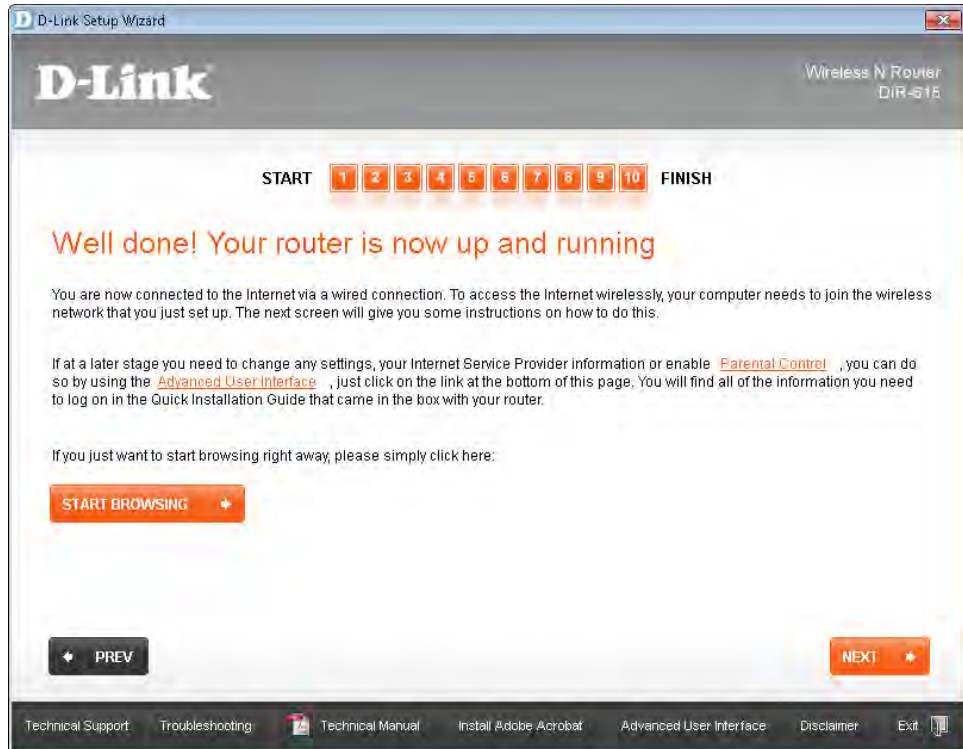 D-Link Setup Wizard
D-Link
Wireless N Router
DIR-615
START 1 2 3 4 5 6 7 8 9 10 FINISH
Well done! Your router is now up and running
You are now connected to the Internet via a wired connection. To access the Internet wirelessly, your computer needs to join the wireless
network that you just set up. The next screen will give you some instructions on how to do this.
If at a later stage you need to change any settings, your Internet Service Provider information or enable Parental Control , you can do
so by using the Advanced User Interface , just click on the link at the bottom of this page. You will find all of the information you need
to log on in the Quick Installation Guide that came in the box with your router.
If you just want to start browsing right away, please simply click here:
START BROWSING
PREV
NEXT
Technical Support Troubleshooting Technical Manual Install Adobe Acrobat Advanced User Interface Disclaimer Exit